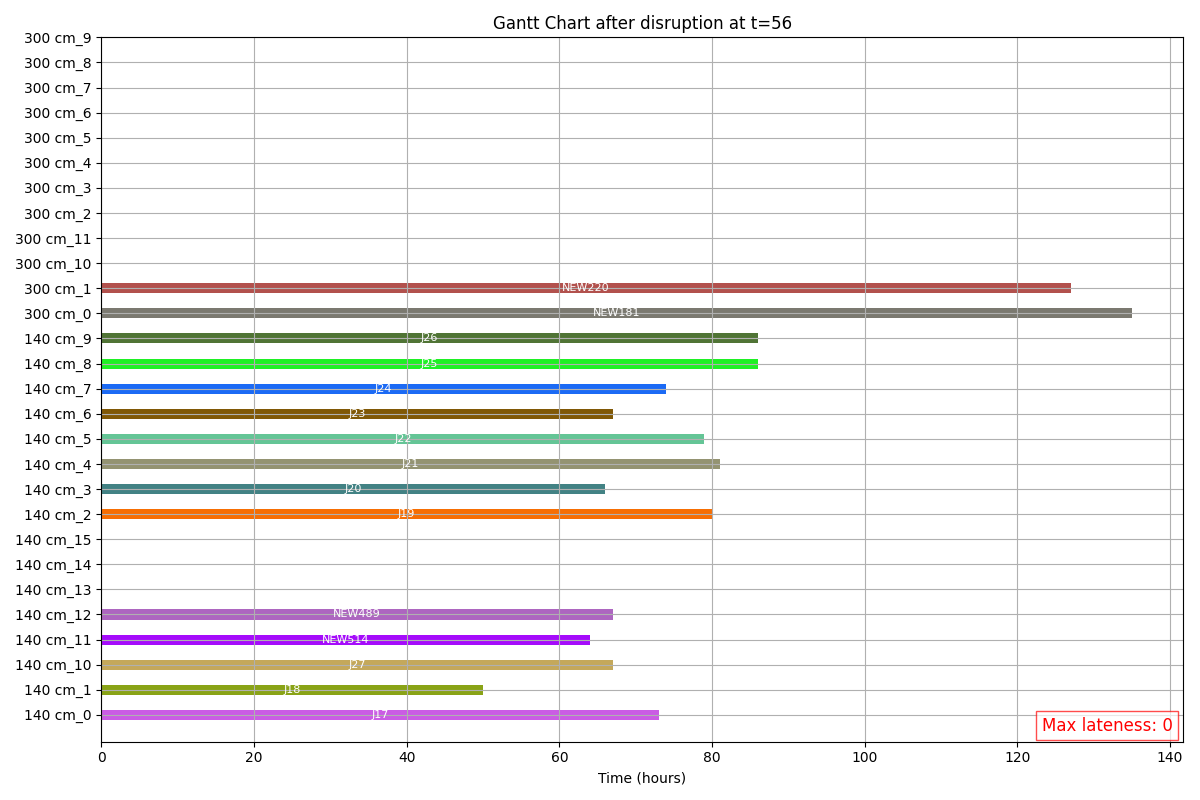 Gantt Chart after disruption at t=56
300 cm_9
300 cm_8
300 cm_7
300 cm_6
300 cm_5
300 cm_4
300 cm_3
300 cm_2
300 cm_11
300 cm_10
300 cm_1 NEW220
300 cm_0 NEW181
140 cm_9 J26
140 cm_8 J25
140 cm_7 J24
140 cm_6 J23
140 cm_5 J22
140 cm_4 J21
140 cm_3 J20
140 cm_2 J19
140 cm_15
140 cm_14
140 cm_13
140 cm_12 NEW489
140 cm_11 NEW514
140 cm_10 J27
140 cm_1 J18
140 cm_0 J17
Max lateness: 0
0 20 40 60 80 100 120 140
Time (hours)